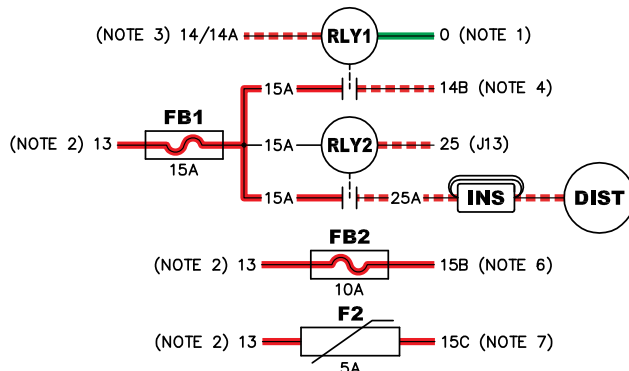 (NOTE 3) 14/14A RLY1 0 (NOTE 1)
15A 14B (NOTE 4)
FB1
(NOTE 2) 13 15A RLY2 25 (J13)
15A
15A 25A INS DIST
FB2
(NOTE 2) 13 15B (NOTE 6)
10A
F2
(NOTE 2) 13 15C (NOTE 7)
5A